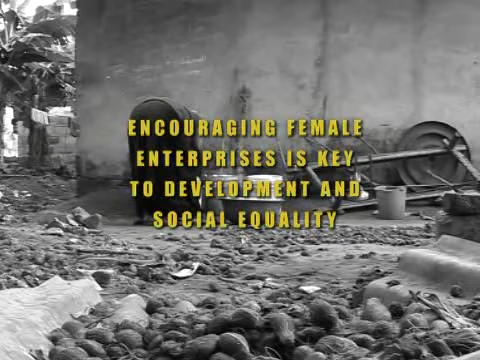 ENCOURAGING FEMALE
ENTERPRISES IS KEY
TO DEVELOPMENT AND
SOCIAL EQUALITY